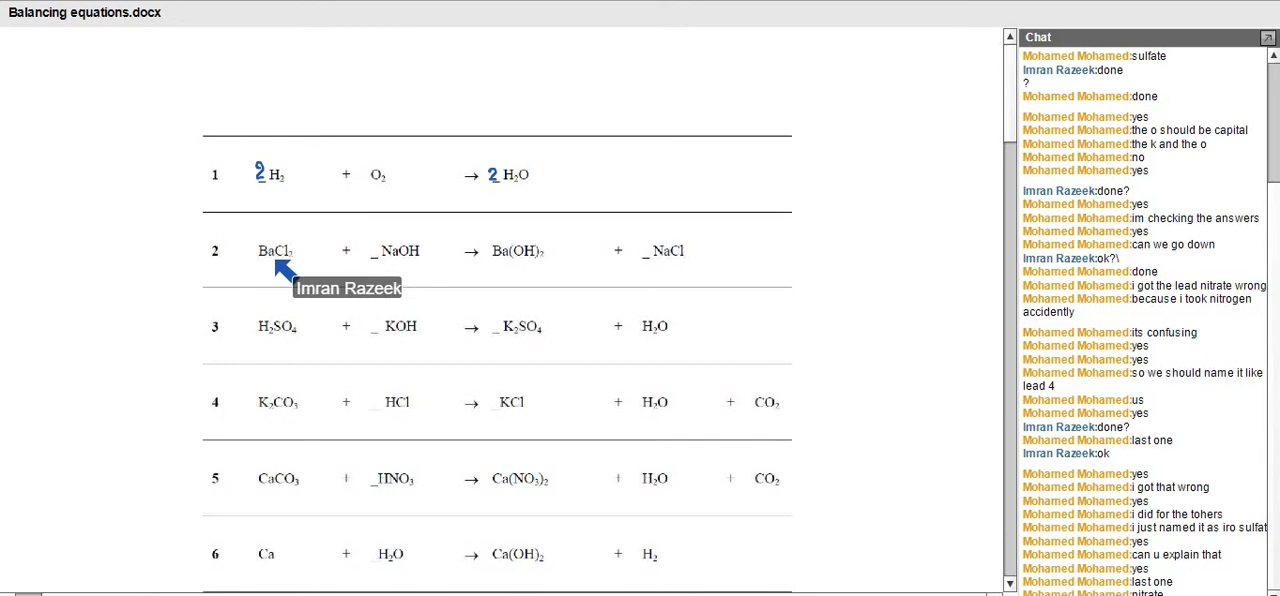 Balancing equations.docx
1 2 H₂ + O₂ → 2 H₂O
2 BaCl₂ + _ NaOH → Ba(OH)₂ + _ NaCl
Imran Razeek
3 H₂SO₄ + _ KOH → _ K₂SO₄ + H₂O
4 K₂CO₃ + _ HCl → _ KCl + H₂O + CO₂
5 CaCO₃ + _HNO₃ → Ca(NO₃)₂ + H₂O + CO₂
6 Ca + _H₂O → Ca(OH)₂ + H₂
Chat
Mohamed Mohamed:sulfate
Imran Razeek:done
?
Mohamed Mohamed:done
Mohamed Mohamed:yes
Mohamed Mohamed:the o should be capital
Mohamed Mohamed:the k and the o
Mohamed Mohamed:no
Mohamed Mohamed:yes
Imran Razeek:done?
Mohamed Mohamed:yes
Mohamed Mohamed:im checking the answers
Mohamed Mohamed:yes
Mohamed Mohamed:can we go down
Imran Razeek:ok?\
Mohamed Mohamed:done
Mohamed Mohamed:i got the lead nitrate wrong
Mohamed Mohamed:because i took nitrogen
accidently
Mohamed Mohamed:its confusing
Mohamed Mohamed:yes
Mohamed Mohamed:yes
Mohamed Mohamed:so we should name it like
lead 4
Mohamed Mohamed:us
Mohamed Mohamed:yes
Imran Razeek:done?
Mohamed Mohamed:last one
Imran Razeek:ok
Mohamed Mohamed:yes
Mohamed Mohamed:i got that wrong
Mohamed Mohamed:yes
Mohamed Mohamed:i did for the tohers
Mohamed Mohamed:i just named it as iro sulfat
Mohamed Mohamed:yes
Mohamed Mohamed:can u explain that
Mohamed Mohamed:yes
Mohamed Mohamed:last one
Mohamed Mohamed:nitrate